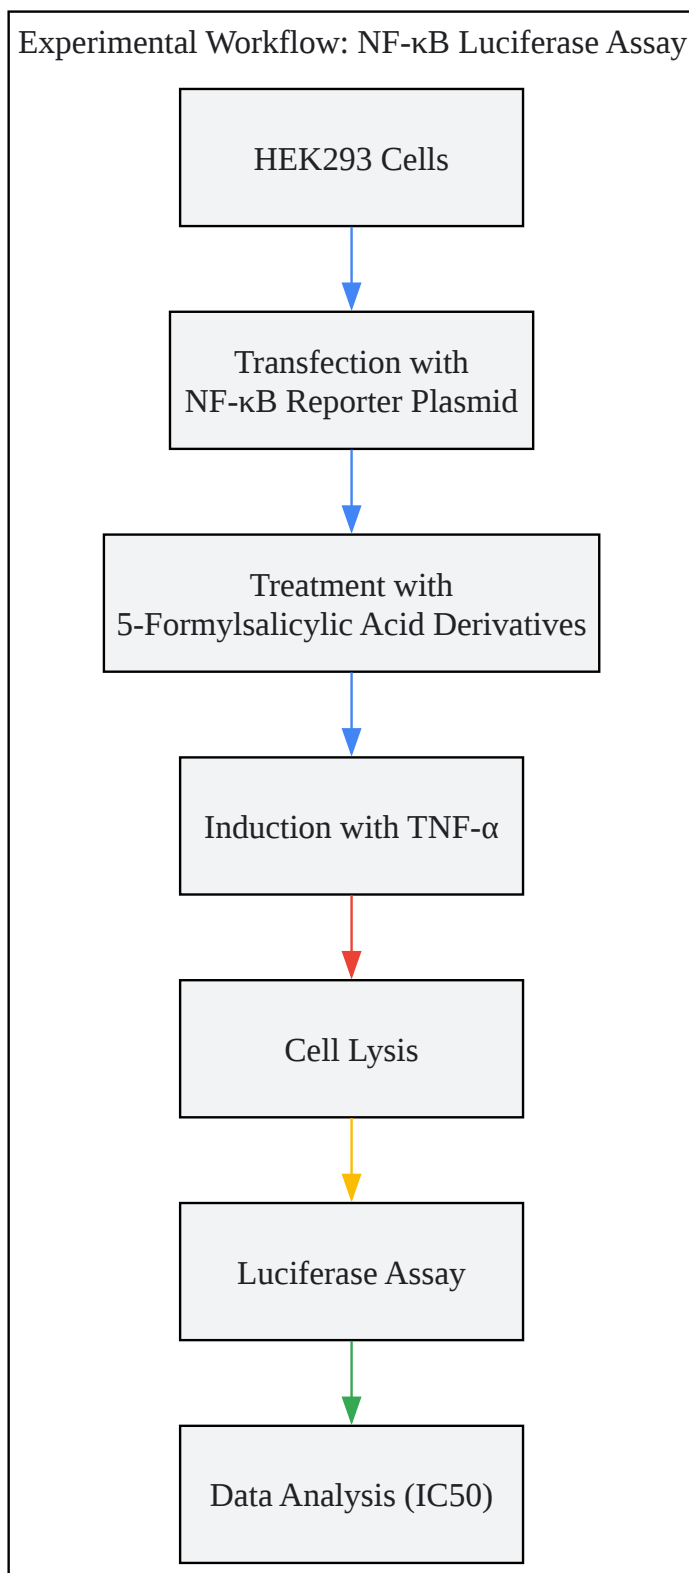 Experimental Workflow: NF-κB Luciferase Assay
HEK293 Cells
Transfection with
NF-κB Reporter Plasmid
Treatment with
5-Formylsalicylic Acid Derivatives
Induction with TNF-α
Cell Lysis
Luciferase Assay
Data Analysis (IC50)